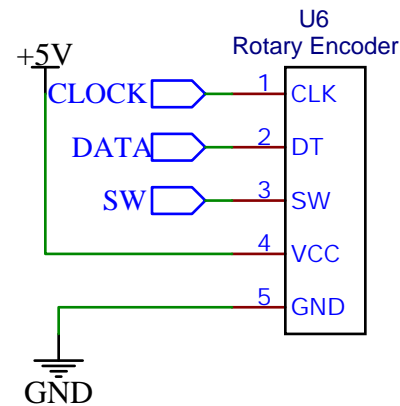 U6
Rotary Encoder
+5V
CLOCK 1 CLK
DATA 2 DT
SW 3 SW
4 VCC
5 GND
GND